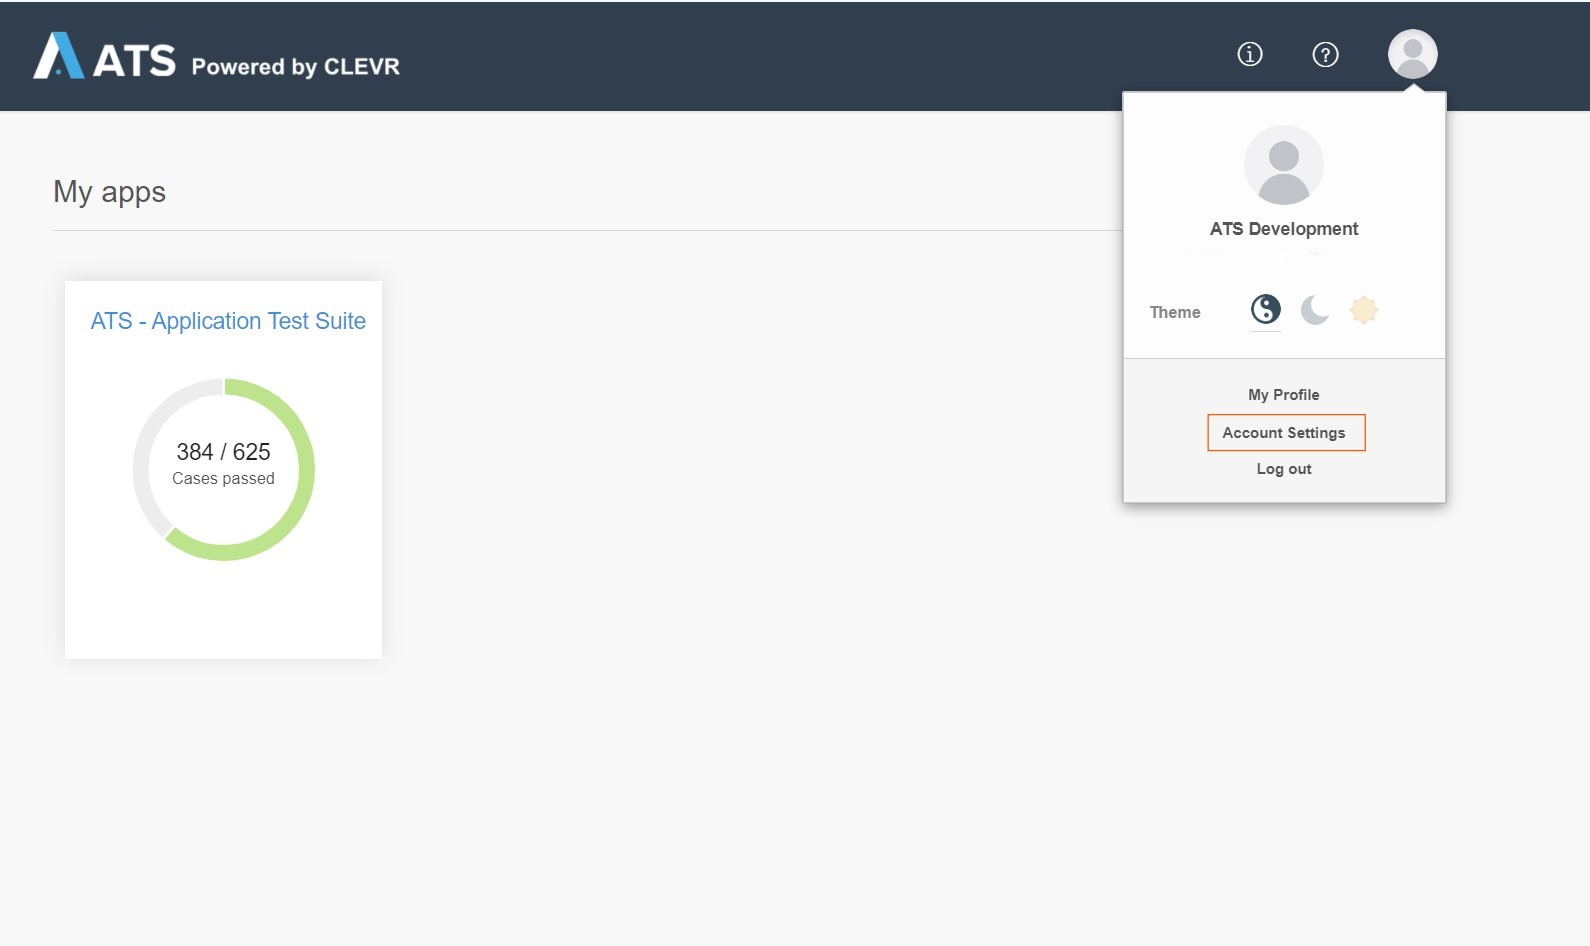 ATS Powered by CLEVR
My apps
ATS - Application Test Suite
384 / 625
Cases passed
ATS Development
Theme
My Profile
Account Settings
Log out